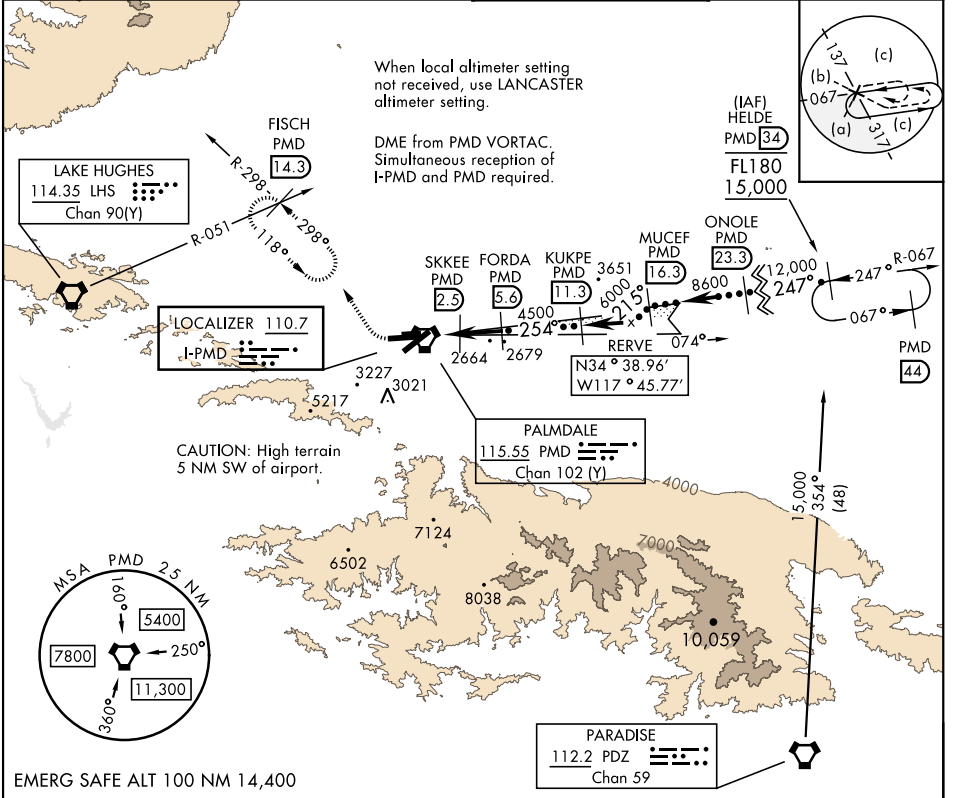 When local altimeter setting
not received, use LANCASTER
altimeter setting.
DME from PMD VORTAC.
Simultaneous reception of
I-PMD and PMD required.
137
(c)
(b)
067
(a)
(c)
317
(IAF)
HELDE
PMD 34
FL180
15,000
FISCH
PMD
14.3
R-298
298°
118°
LAKE HUGHES
114.35 LHS
Chan 90(Y)
R-051
SKKEE
PMD
2.5
FORDA
PMD
5.6
KUKPE
PMD
11.3
3651
MUCEF
PMD
16.3
ONOLE
PMD
23.3
12,000
247°
247°
R-067
067°
PMD
44
8600
6000
215°
4500
254°
x
074°
RERVE
N34° 38.96'
W117° 45.77'
2664
2679
LOCALIZER 110.7
I-PMD
3227
3021
5217
CAUTION: High terrain
5 NM SW of airport.
PALMDALE
115.55 PMD
Chan 102 (Y)
4000
15,000
354°
(48)
7124
6502
7000
8038
10,059
MSA PMD 25 NM
160°
5400
7800
250°
11,300
360°
PARADISE
112.2 PDZ
Chan 59
EMERG SAFE ALT 100 NM 14,400